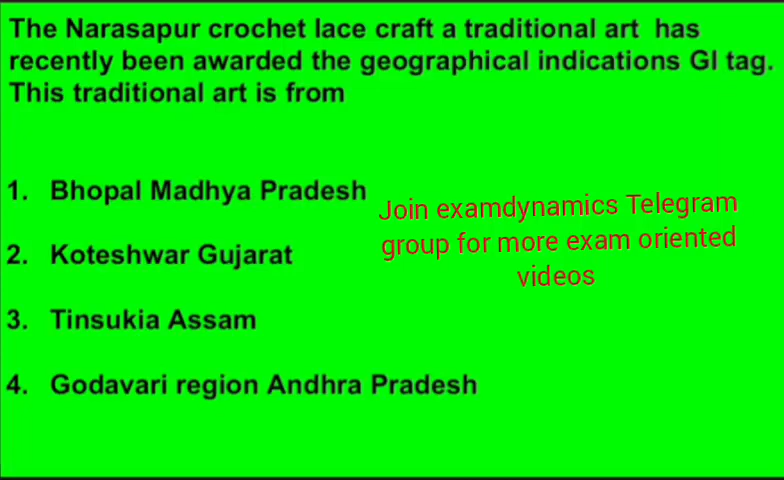 The Narasapur crochet lace craft a traditional art has
recently been awarded the geographical indications GI tag.
This traditional art is from
1. Bhopal Madhya Pradesh
2. Koteshwar Gujarat
3. Tinsukia Assam
4. Godavari region Andhra Pradesh
Join examdynamics Telegram
group for more exam oriented
videos